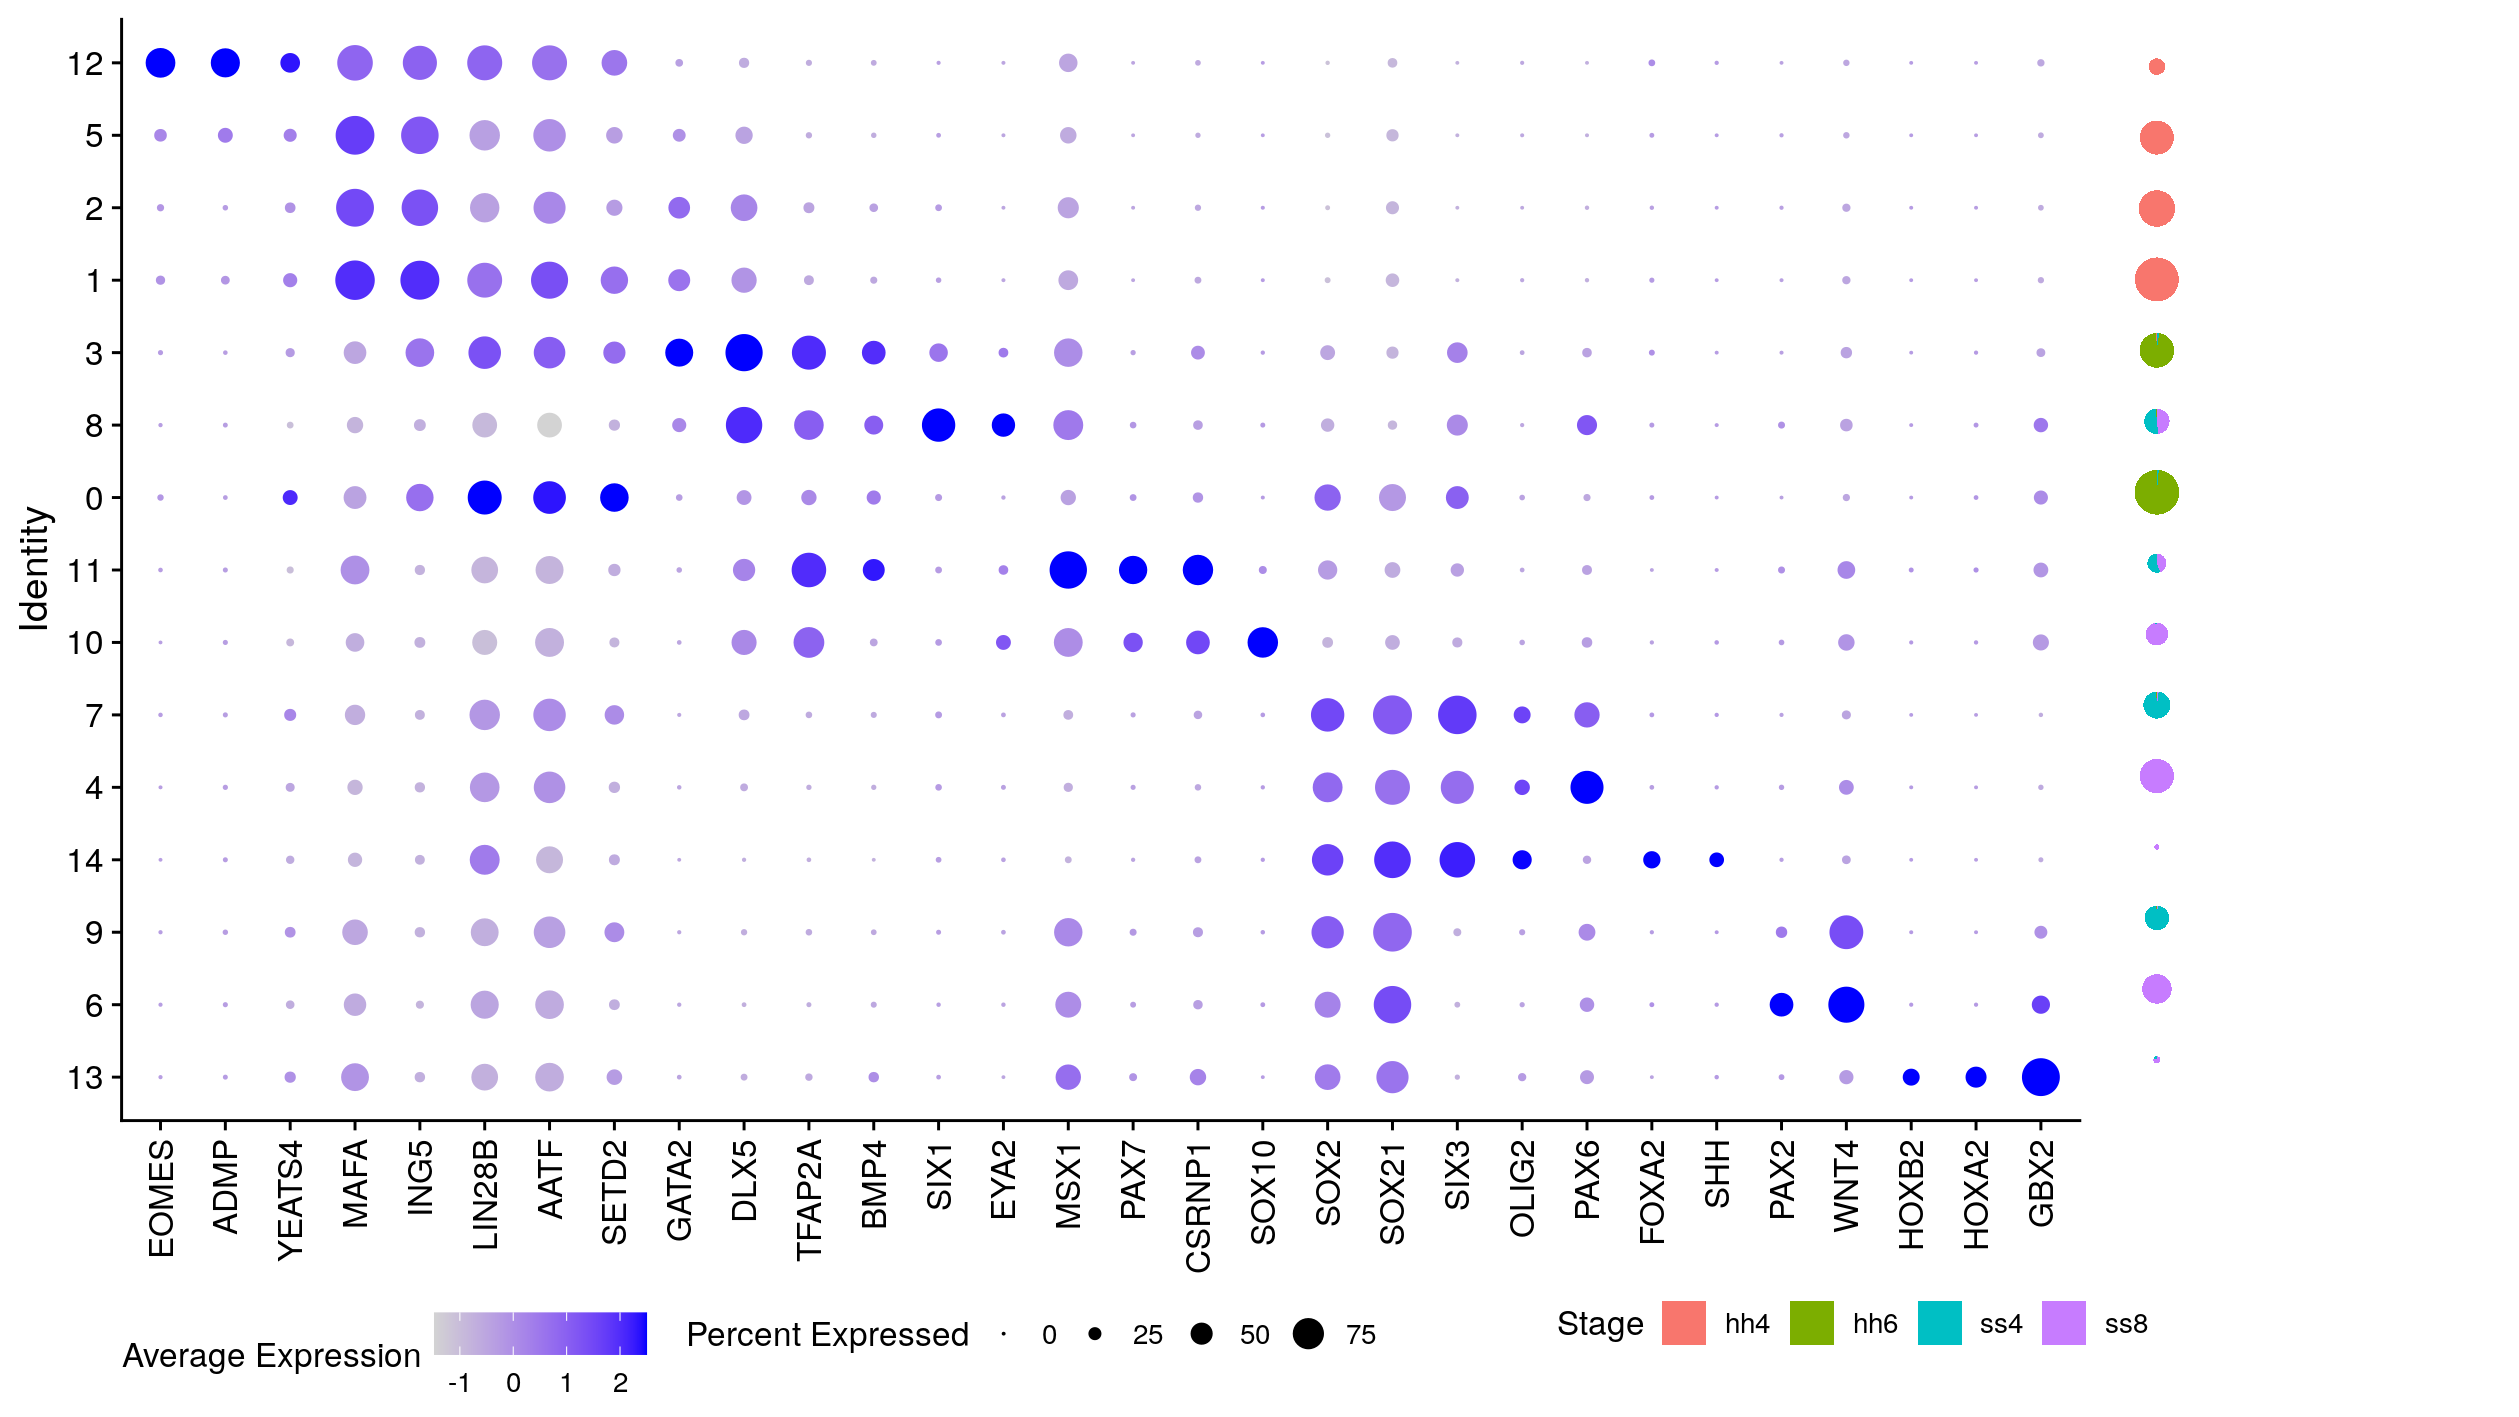 Identity
12
5
2
1
3
8
0
11
10
7
4
14
9
6
13
EOMES
ADMP
YEATS4
MAFA
ING5
LIN28B
AATF
SETD2
GATA2
DLX5
TFAP2A
BMP4
SIX1
EYA2
MSX1
PAX7
CSRNP1
SOX10
SOX2
SOX21
SIX3
OLIG2
PAX6
FOXA2
SHH
PAX2
WNT4
HOXB2
HOXA2
GBX2
Average Expression
-1 0 1 2
Percent Expressed 0 25 50 75
Stage hh4 hh6 ss4 ss8